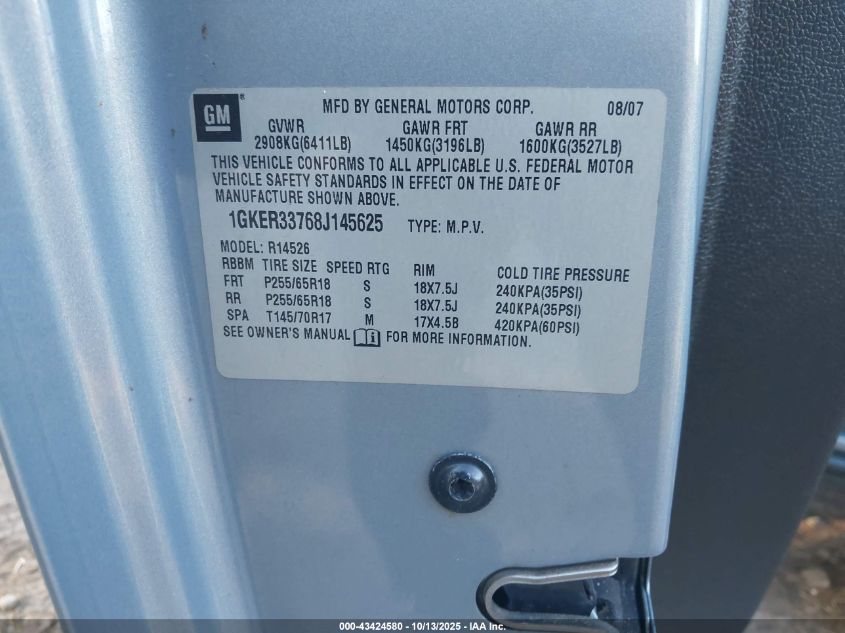 GM
MFD BY GENERAL MOTORS CORP. 08/07
GVWR GAWR FRT GAWR RR
2908KG(6411LB) 1450KG(3196LB) 1600KG(3527LB)
THIS VEHICLE CONFORMS TO ALL APPLICABLE U.S. FEDERAL MOTOR
VEHICLE SAFETY STANDARDS IN EFFECT ON THE DATE OF
MANUFACTURE SHOWN ABOVE.
1GKER33768J145625 TYPE: M.P.V.
MODEL: R14526
RBBM TIRE SIZE SPEED RTG RIM COLD TIRE PRESSURE
FRT P255/65R18 S 18X7.5J 240KPA(35PSI)
RR P255/65R18 S 18X7.5J 240KPA(35PSI)
SPA T145/70R17 M 17X4.5B 420KPA(60PSI)
SEE OWNER'S MANUAL i FOR MORE INFORMATION.
000-43424580 - 10/13/2025 - IAA Inc.